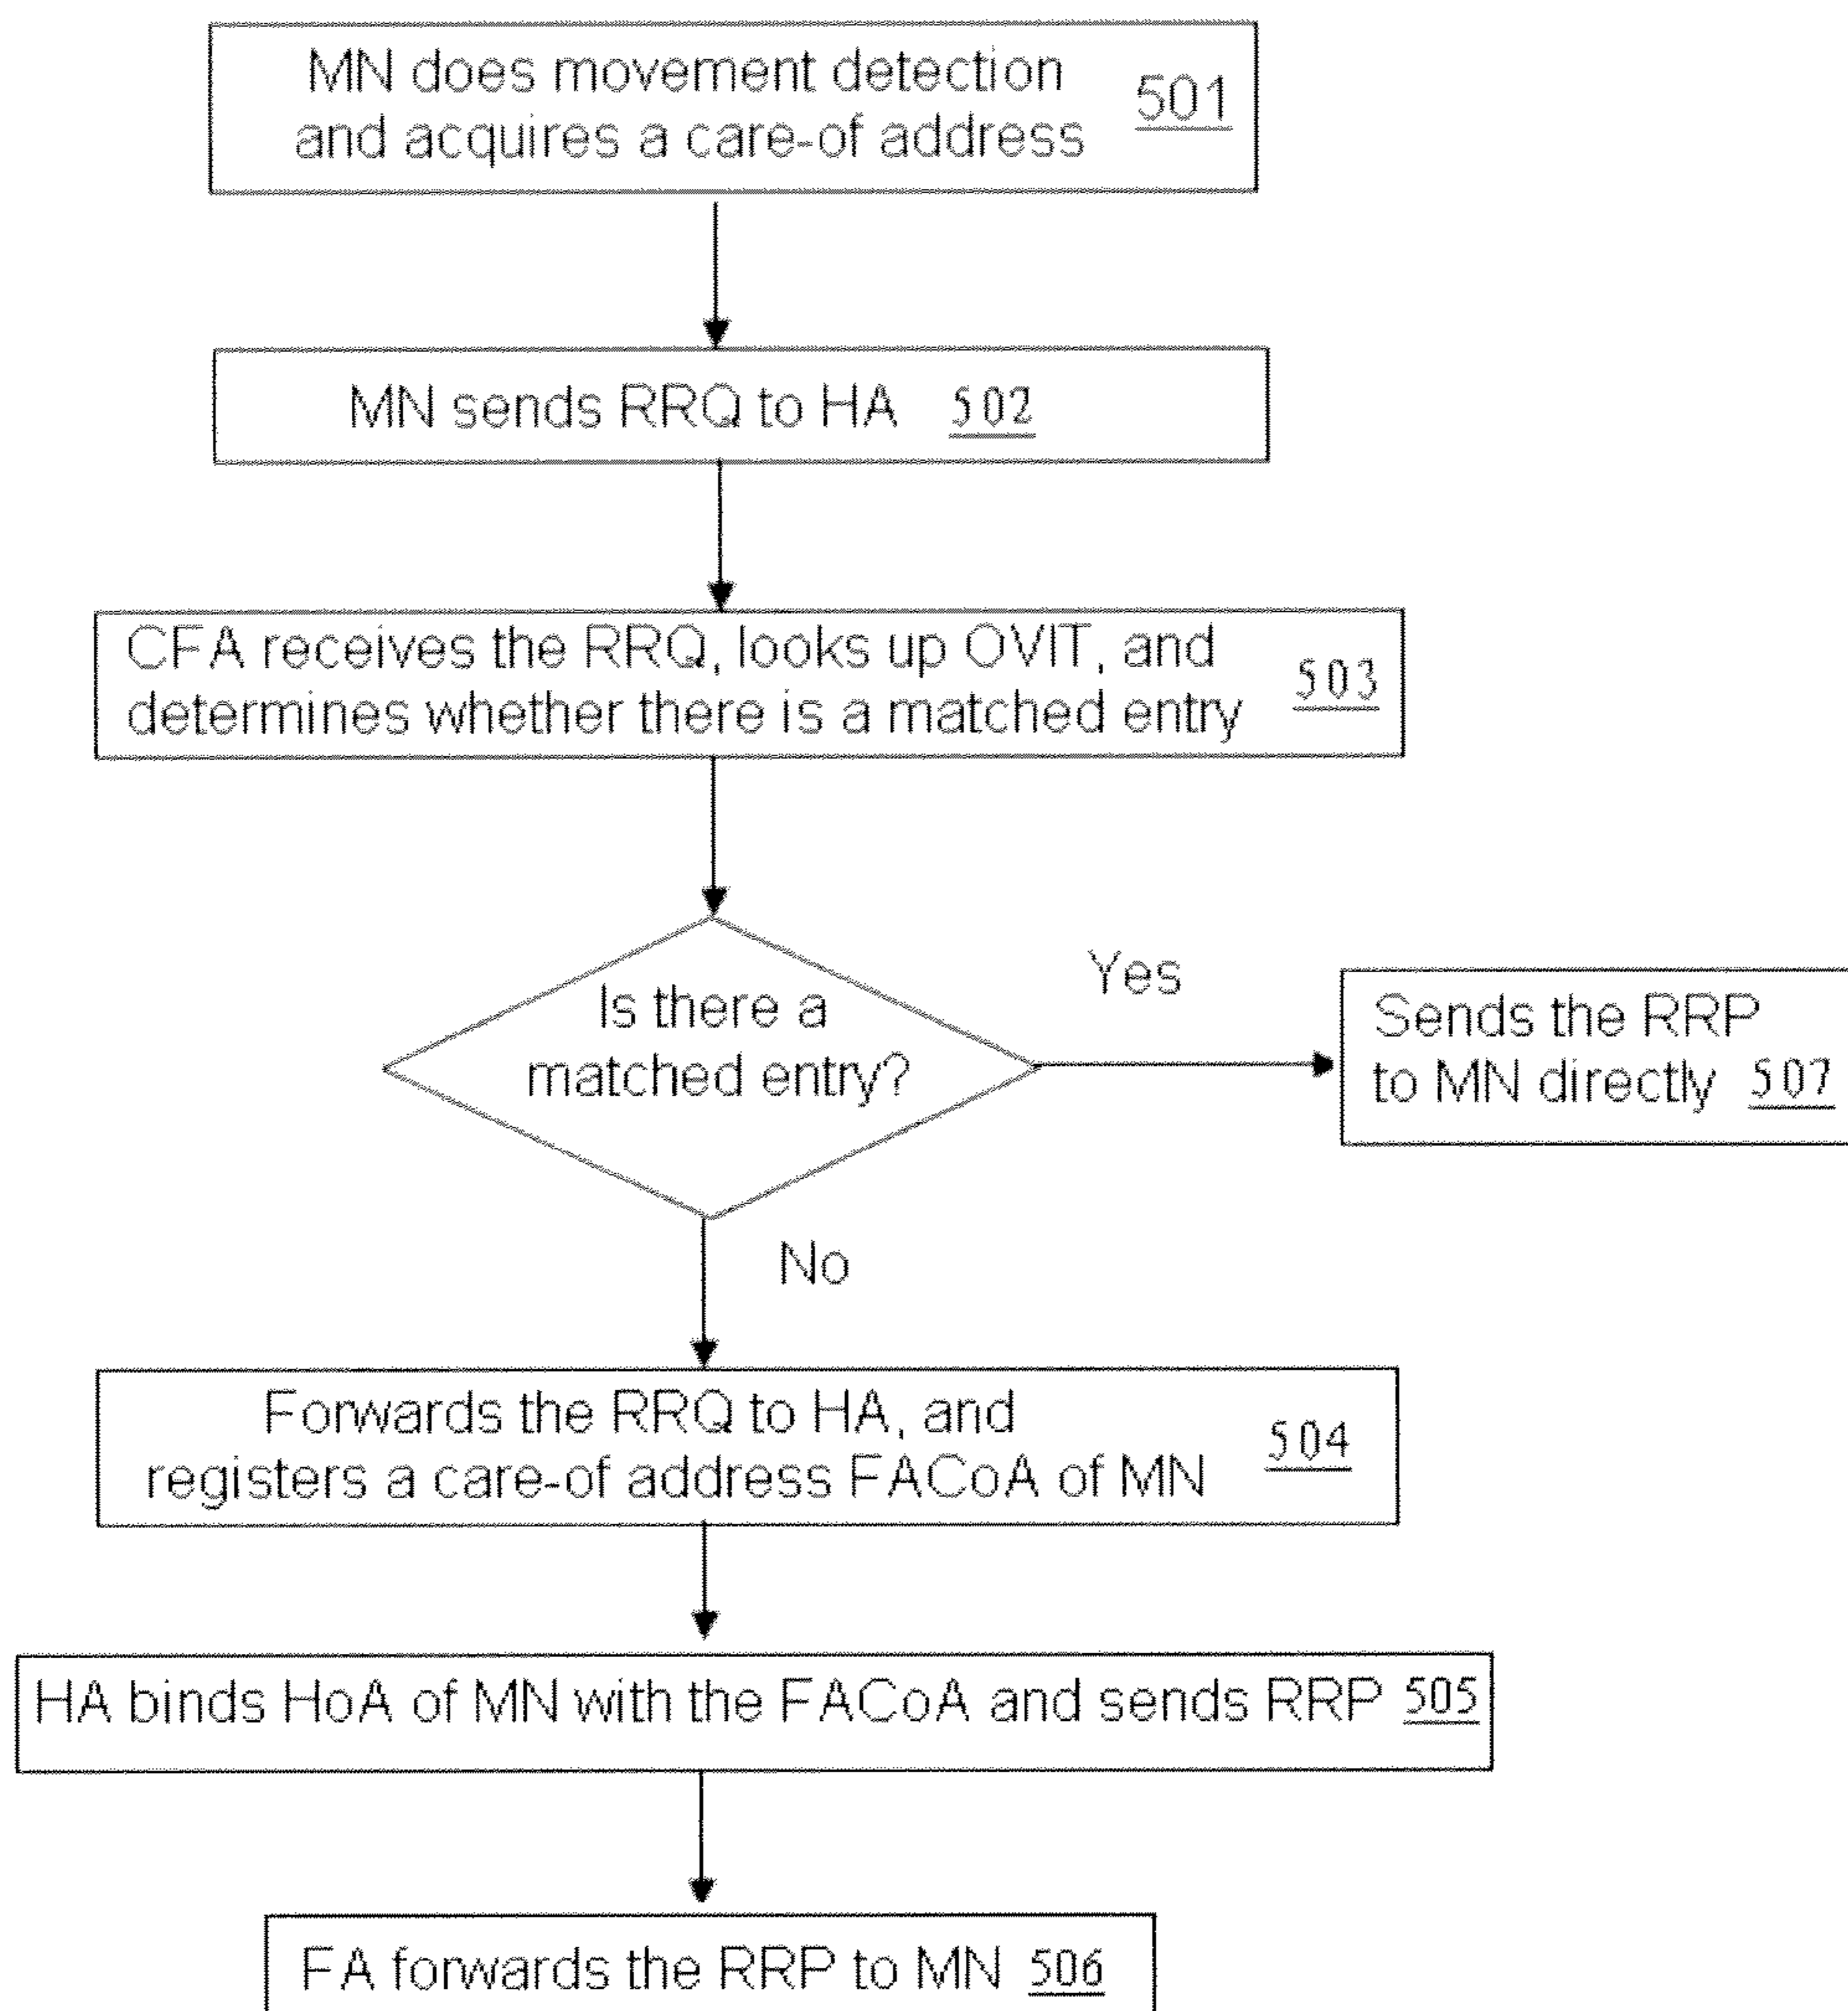 MN does movement detection
and acquires a care-of address 501
MN sends RRQ to HA 502
CFA receives the RRQ, looks up OVIT, and
determines whether there is a matched entry 503
Is there a
matched entry?
Yes
Sends the RRP
to MN directly 507
No
Forwards the RRQ to HA, and
registers a care-of address FACoA of MN 504
HA binds HoA of MN with the FACoA and sends RRP 505
FA forwards the RRP to MN 506